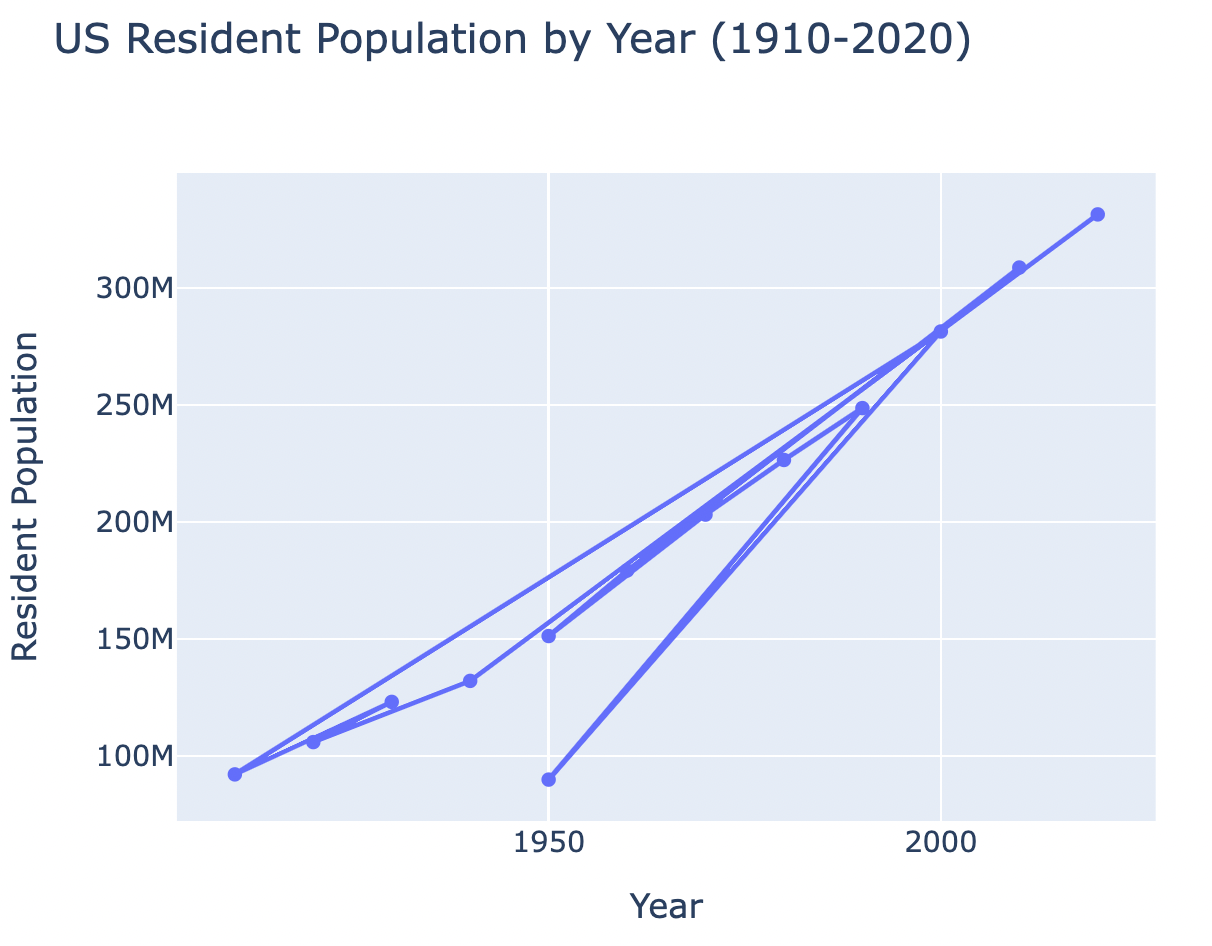 US Resident Population by Year (1910-2020)
300M
250M
200M
150M
100M
Resident Population
1950
2000
Year